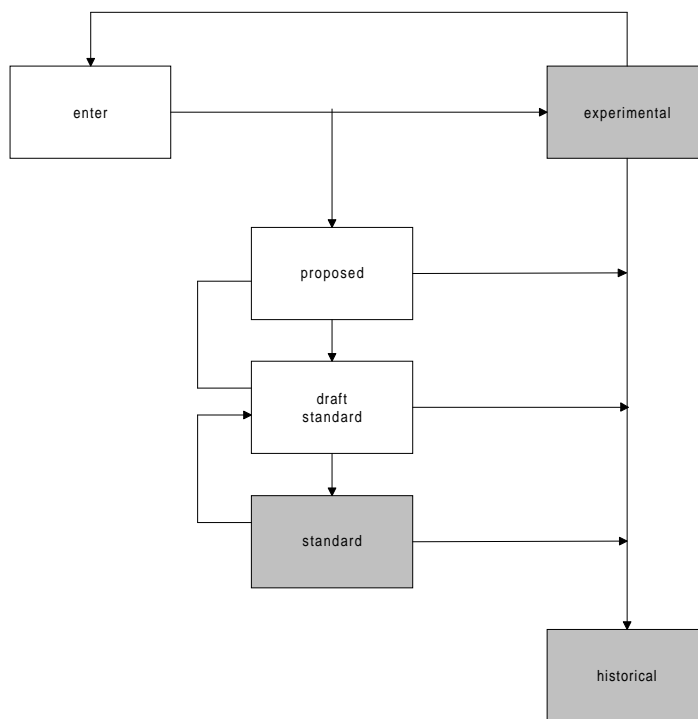 enter
experimental
proposed
draft
standard
standard
historical